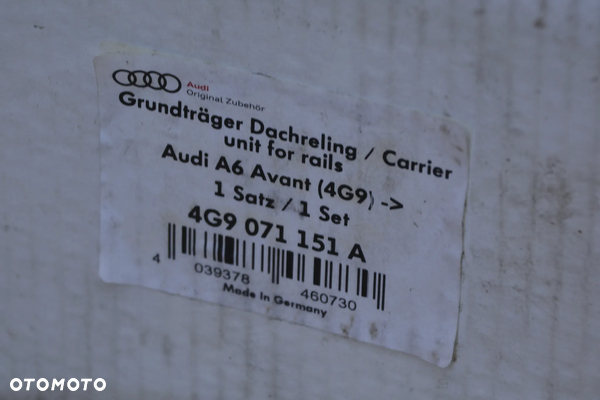 Audi
Original Zubehör
Grundträger Dachreling / Carrier
unit for rails
Audi A6 Avant (4G9) ->
1 Satz / 1 Set
4G9 071 151 A
4 039378 460730
Made in Germany
OTOMOTO